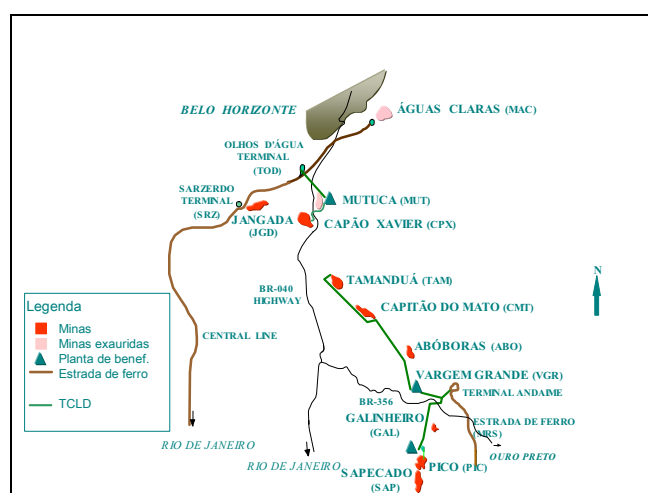 BELO HORIZONTE
ÁGUAS CLARAS (MAC)
OLHOS D'ÁGUA
TERMINAL
(TOD)
SARZERDO
TERMINAL
(SRZ)
MUTUCA (MUT)
JANGADA
(JGD)
CAPÃO XAVIER (CPX)
TAMANDUÁ (TAM)
BR-040
HIGHWAY
CAPITÃO DO MATO (CMT)
N
Legenda
Minas
Minas exauridas
Planta de benef.
Estrada de ferro
TCLD
CENTRAL LINE
ABÓBORAS (ABO)
VARGEM GRANDE (VGR)
TERMINAL ANDAIME
BR-356
GALINHEIRO
(GAL)
ESTRADA DE FERRO
(MRS)
RIO DE JANEIRO
OURO PRETO
RIO DE JANEIRO
PICO (PIC)
SAPECADO
(SAP)